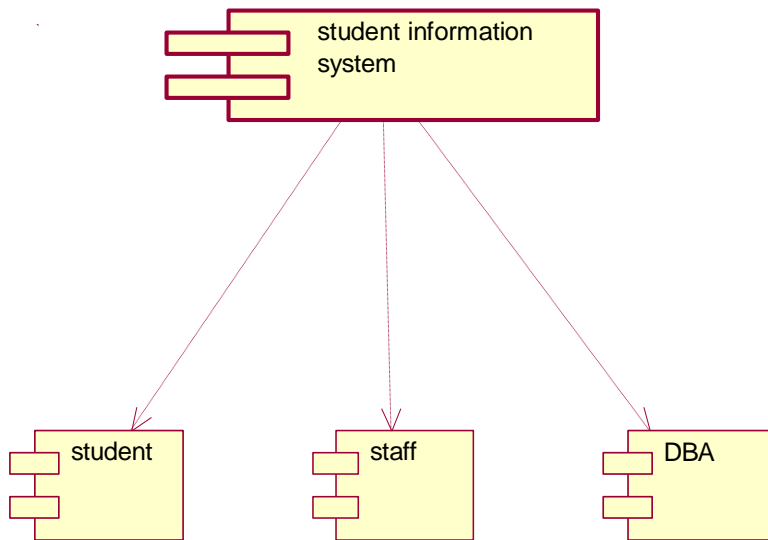 student information
system
student
staff
DBA